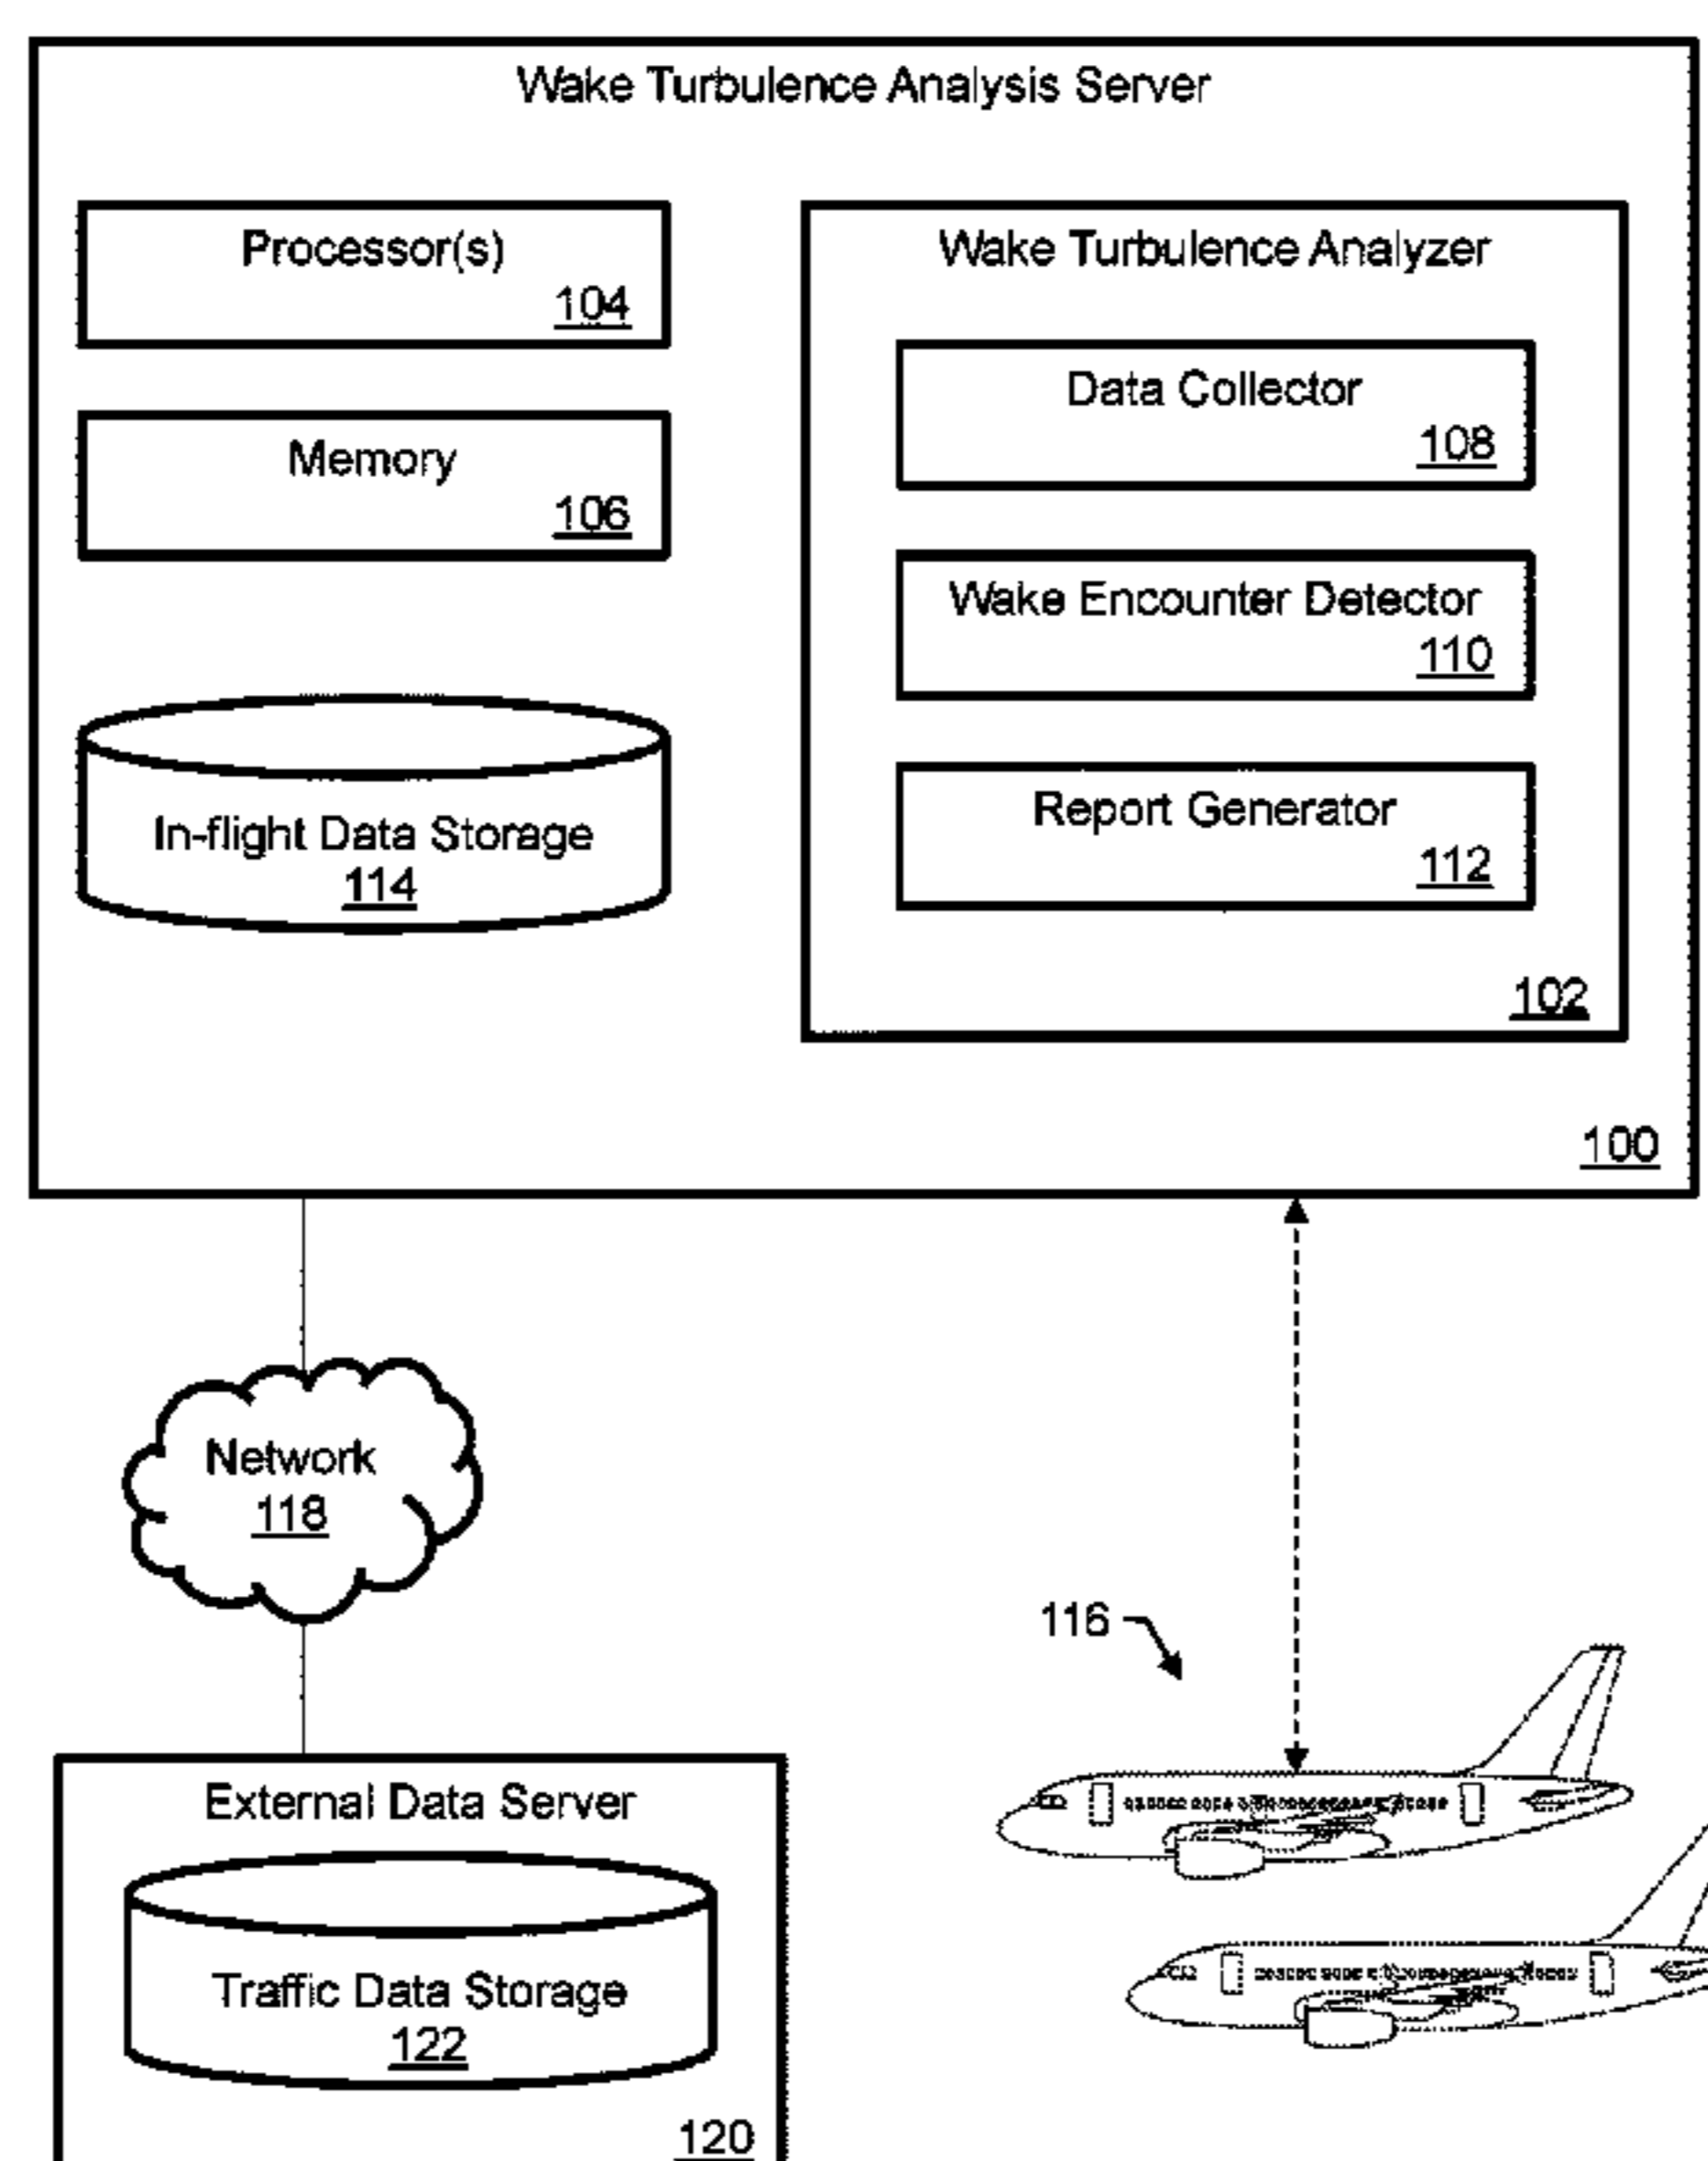 Wake Turbulence Analysis Server
Processor(s)
104
Memory
106
In-flight Data Storage
114
Wake Turbulence Analyzer
Data Collector
108
Wake Encounter Detector
110
Report Generator
112
102
100
Network
118
116
External Data Server
Traffic Data Storage
122
120